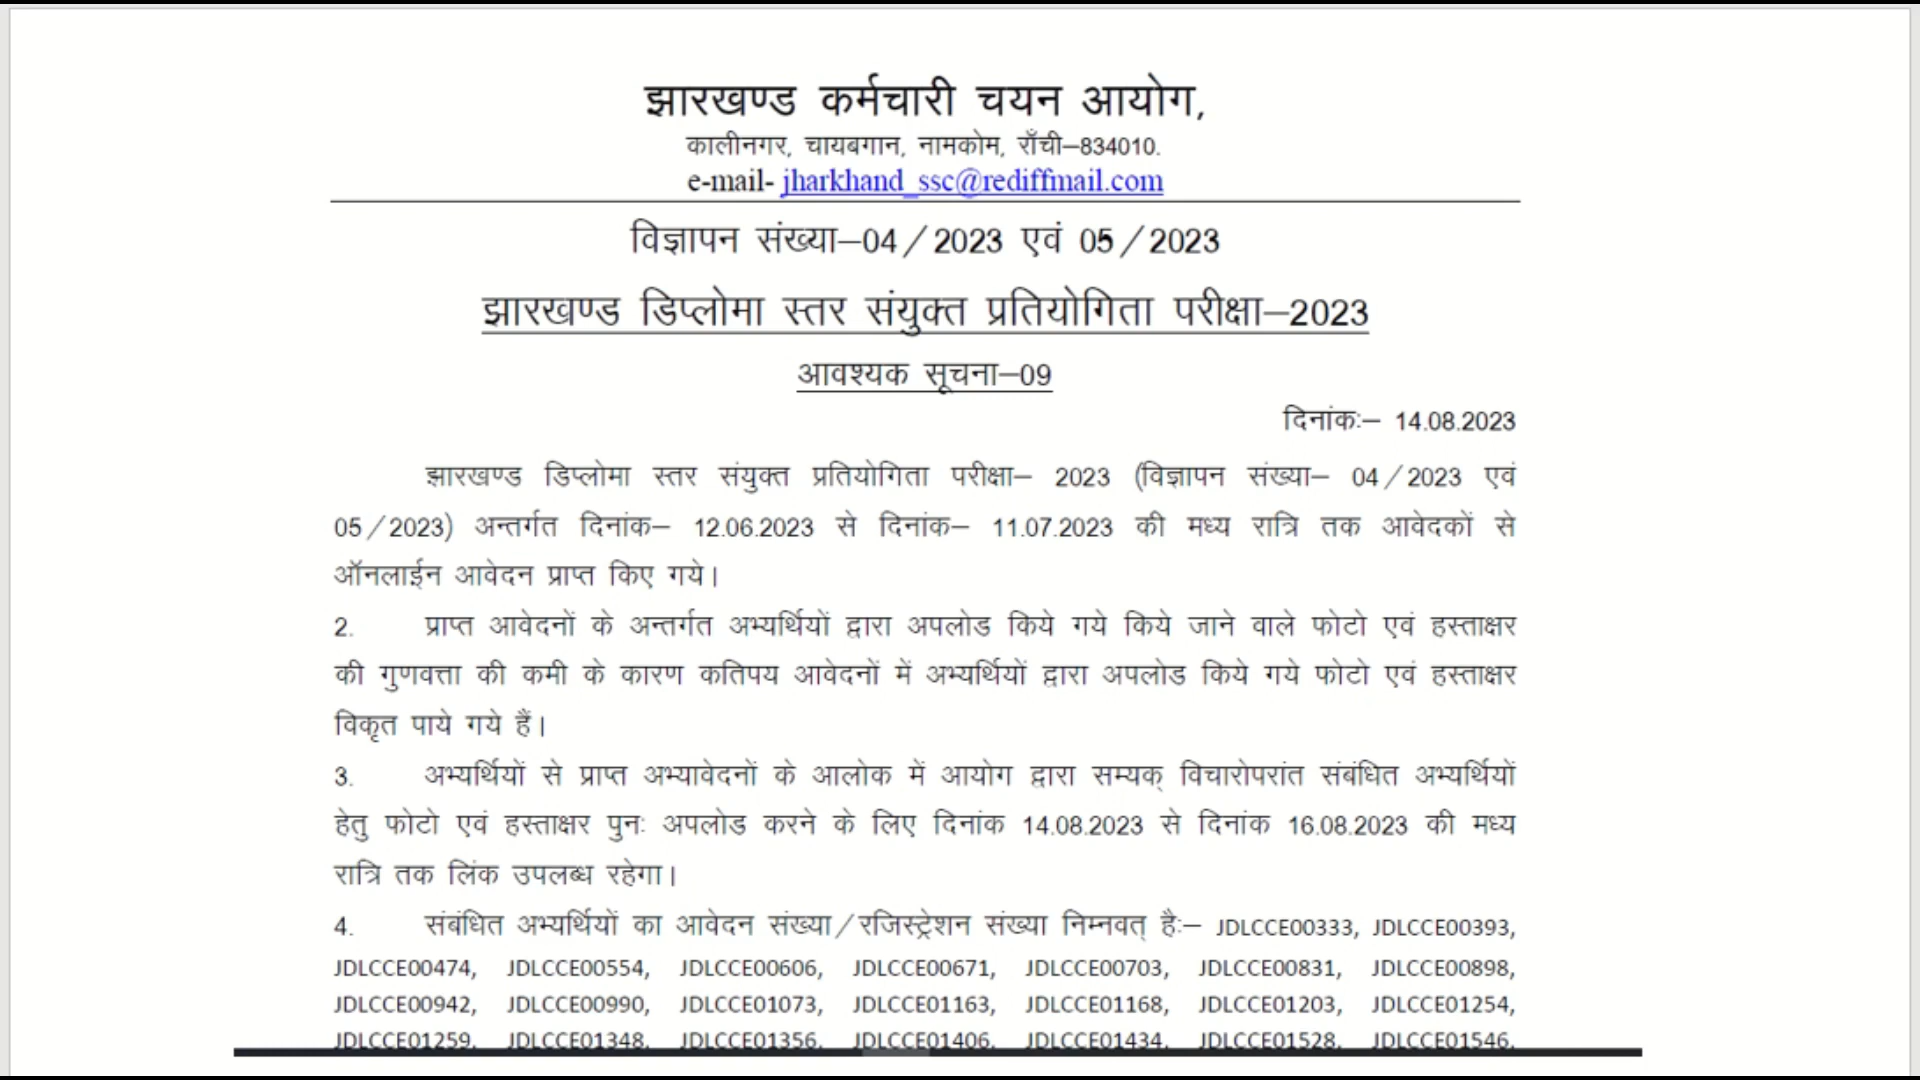 झारखण्ड कर्मचारी चयन आयोग,
कालीनगर, चायबगान, नामकोम, राँची–834010.
e-mail- jharkhand_ssc@rediffmail.com
विज्ञापन संख्या–04/2023 एवं 05/2023
झारखण्ड डिप्लोमा स्तर संयुक्त प्रतियोगिता परीक्षा–2023
आवश्यक सूचना–09
दिनांकः– 14.08.2023
झारखण्ड डिप्लोमा स्तर संयुक्त प्रतियोगिता परीक्षा– 2023 (विज्ञापन संख्या– 04/2023 एवं
05/2023) अन्तर्गत दिनांक– 12.06.2023 से दिनांक– 11.07.2023 की मध्य रात्रि तक आवेदकों से
ऑनलाईन आवेदन प्राप्त किए गये।
2. प्राप्त आवेदनों के अन्तर्गत अभ्यर्थियों द्वारा अपलोड किये गये किये जाने वाले फोटो एवं हस्ताक्षर
की गुणवत्ता की कमी के कारण कतिपय आवेदनों में अभ्यर्थियों द्वारा अपलोड किये गये फोटो एवं हस्ताक्षर
विकृत पाये गये हैं।
3. अभ्यर्थियों से प्राप्त अभ्यावेदनों के आलोक में आयोग द्वारा सम्यक् विचारोपरांत संबंधित अभ्यर्थियों
हेतु फोटो एवं हस्ताक्षर पुनः अपलोड करने के लिए दिनांक 14.08.2023 से दिनांक 16.08.2023 की मध्य
रात्रि तक लिंक उपलब्ध रहेगा।
4. संबंधित अभ्यर्थियों का आवेदन संख्या/रजिस्ट्रेशन संख्या निम्नवत् हैः– JDLCCE00333, JDLCCE00393,
JDLCCE00474, JDLCCE00554, JDLCCE00606, JDLCCE00671, JDLCCE00703, JDLCCE00831, JDLCCE00898,
JDLCCE00942, JDLCCE00990, JDLCCE01073, JDLCCE01163, JDLCCE01168, JDLCCE01203, JDLCCE01254,
JDLCCE01259, JDLCCE01348, JDLCCE01356, JDLCCE01406, JDLCCE01434, JDLCCE01528, JDLCCE01546,